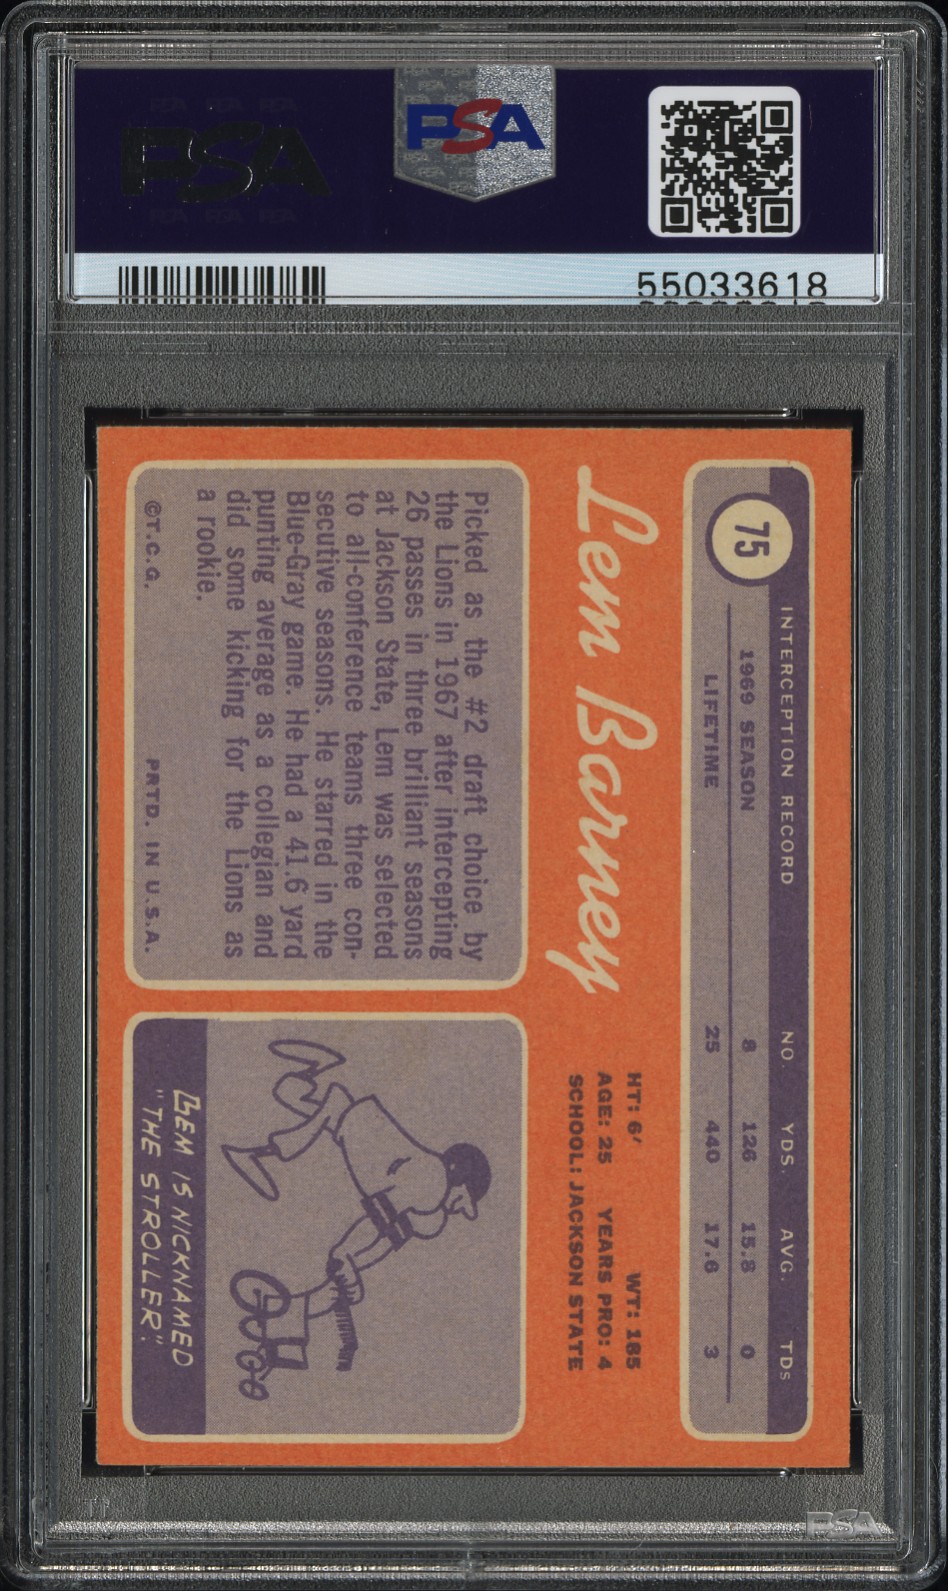 PSA
PSA
55033618
75
INTERCEPTION RECORD NO. YDS. AVG. TDS
1969 SEASON 8 126 15.8 0
LIFETIME 25 440 17.6 3
Lem Barney
HT: 6' WT: 185
AGE: 25 YEARS PRO: 4
SCHOOL: JACKSON STATE
Picked as the #2 draft choice by
the Lions in 1967 after intercepting
26 passes in three brilliant seasons
at Jackson State, Lem was selected
to all-conference teams three con-
secutive seasons. He starred in the
Blue-Gray game. He had a 41.6 yard
punting average as a collegian and
did some kicking for the Lions as
a rookie.
©T.C.G. PRTD. IN U.S.A.
BEM IS NICKNAMED
"THE STROLLER".
PSA